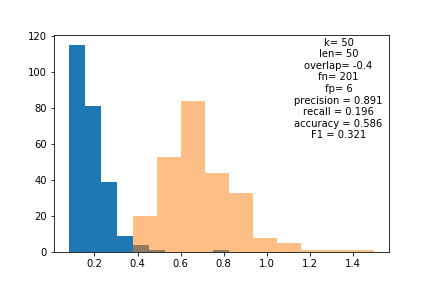 k= 50
len= 50
overlap= -0.4
fn= 201
fp= 6
precision = 0.891
recall = 0.196
accuracy = 0.586
F1 = 0.321
120
100
80
60
40
20
0
0.2 0.4 0.6 0.8 1.0 1.2 1.4